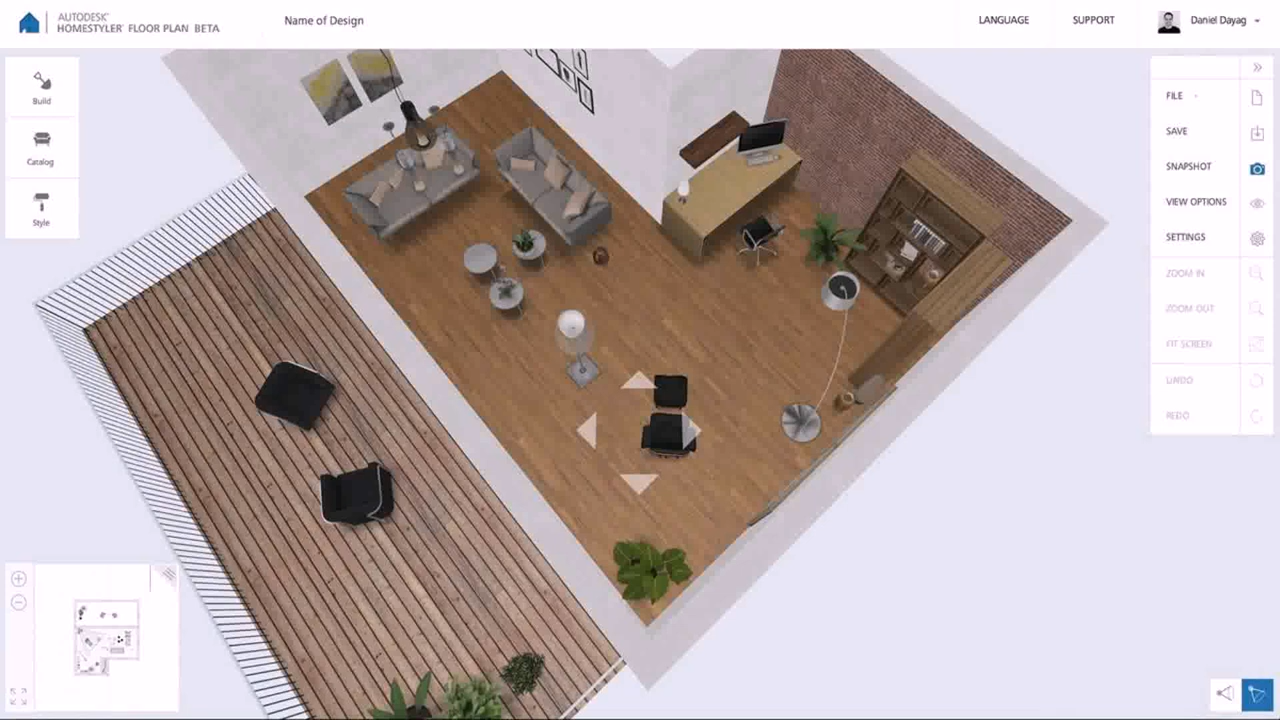 AUTODESK®
HOMESTYLER® FLOOR PLAN BETA
Name of Design
LANGUAGE
SUPPORT
Daniel Dayag
Build
Catalog
Style
FILE
SAVE
SNAPSHOT
VIEW OPTIONS
SETTINGS
ZOOM IN
ZOOM OUT
FIT SCREEN
UNDO
REDO